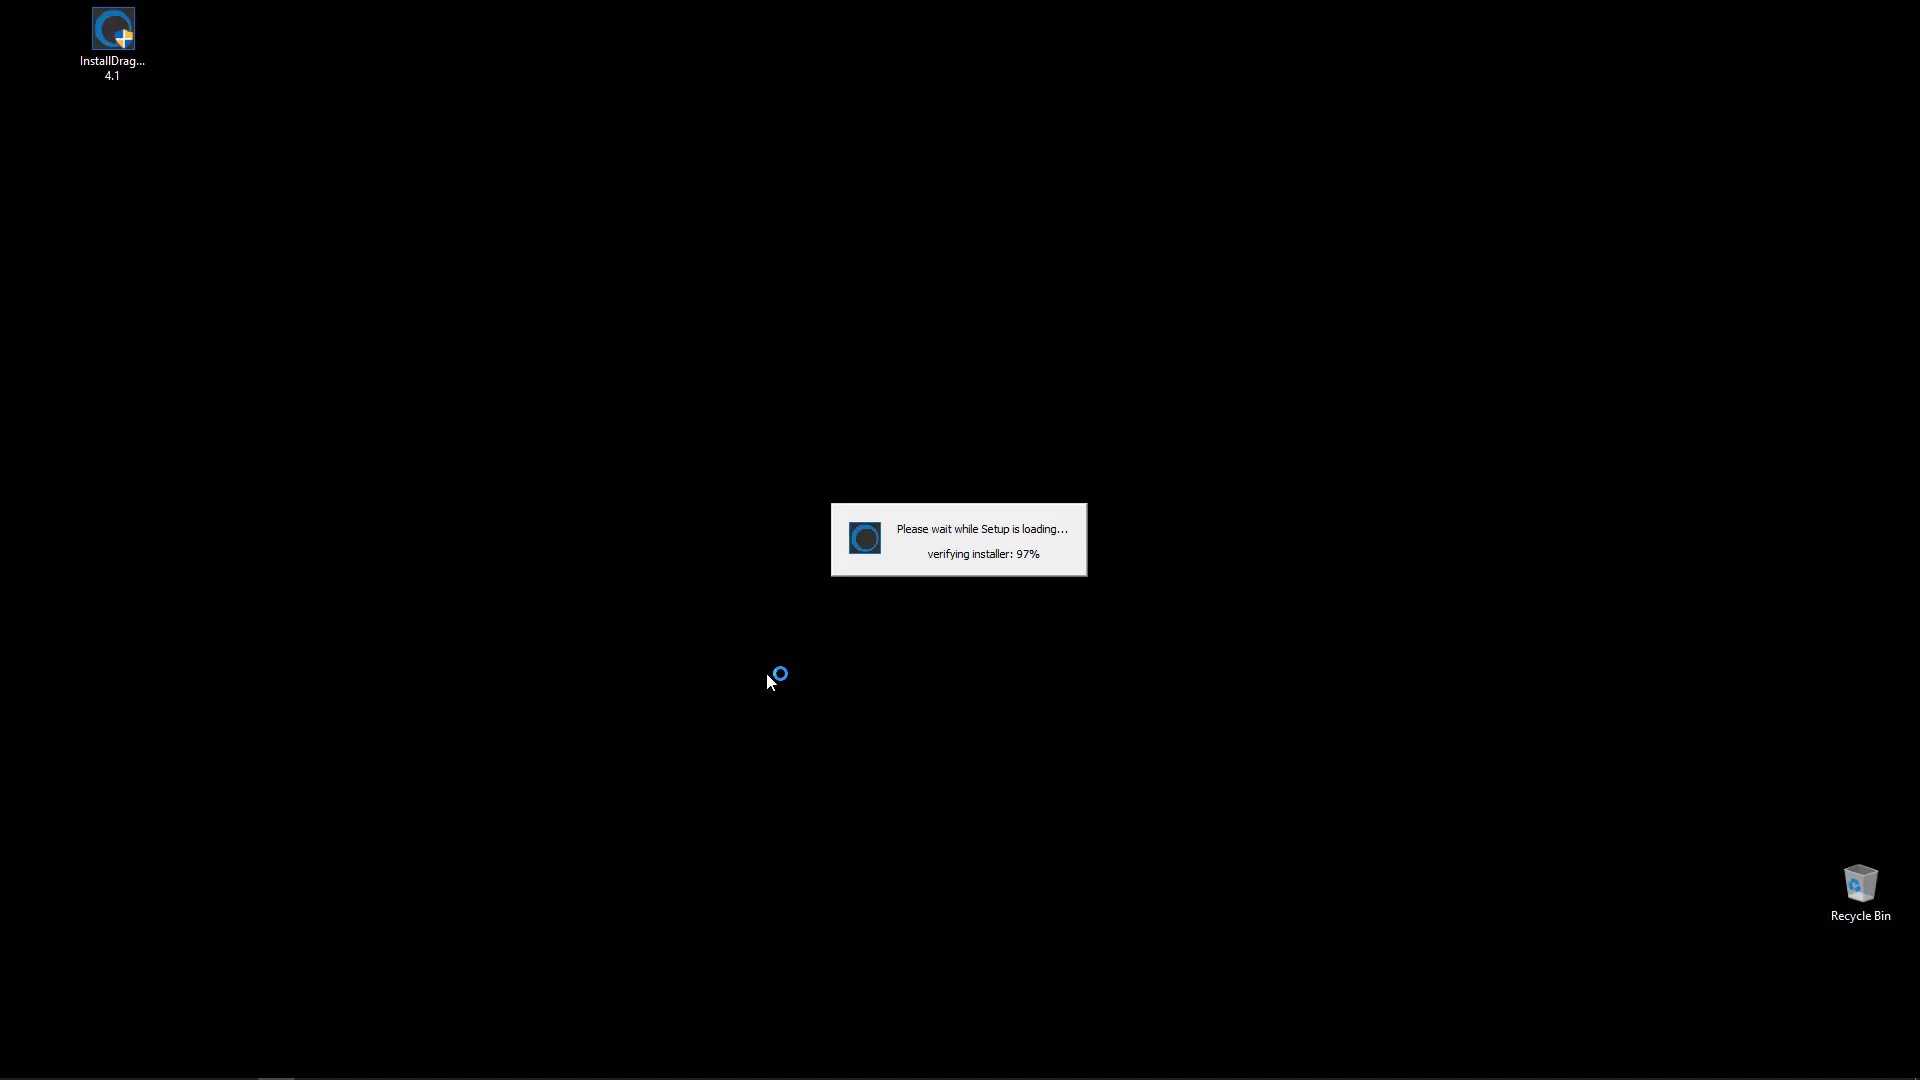 InstallDrag...
4.1
Please wait while Setup is loading...
verifying installer: 97%
Recycle Bin